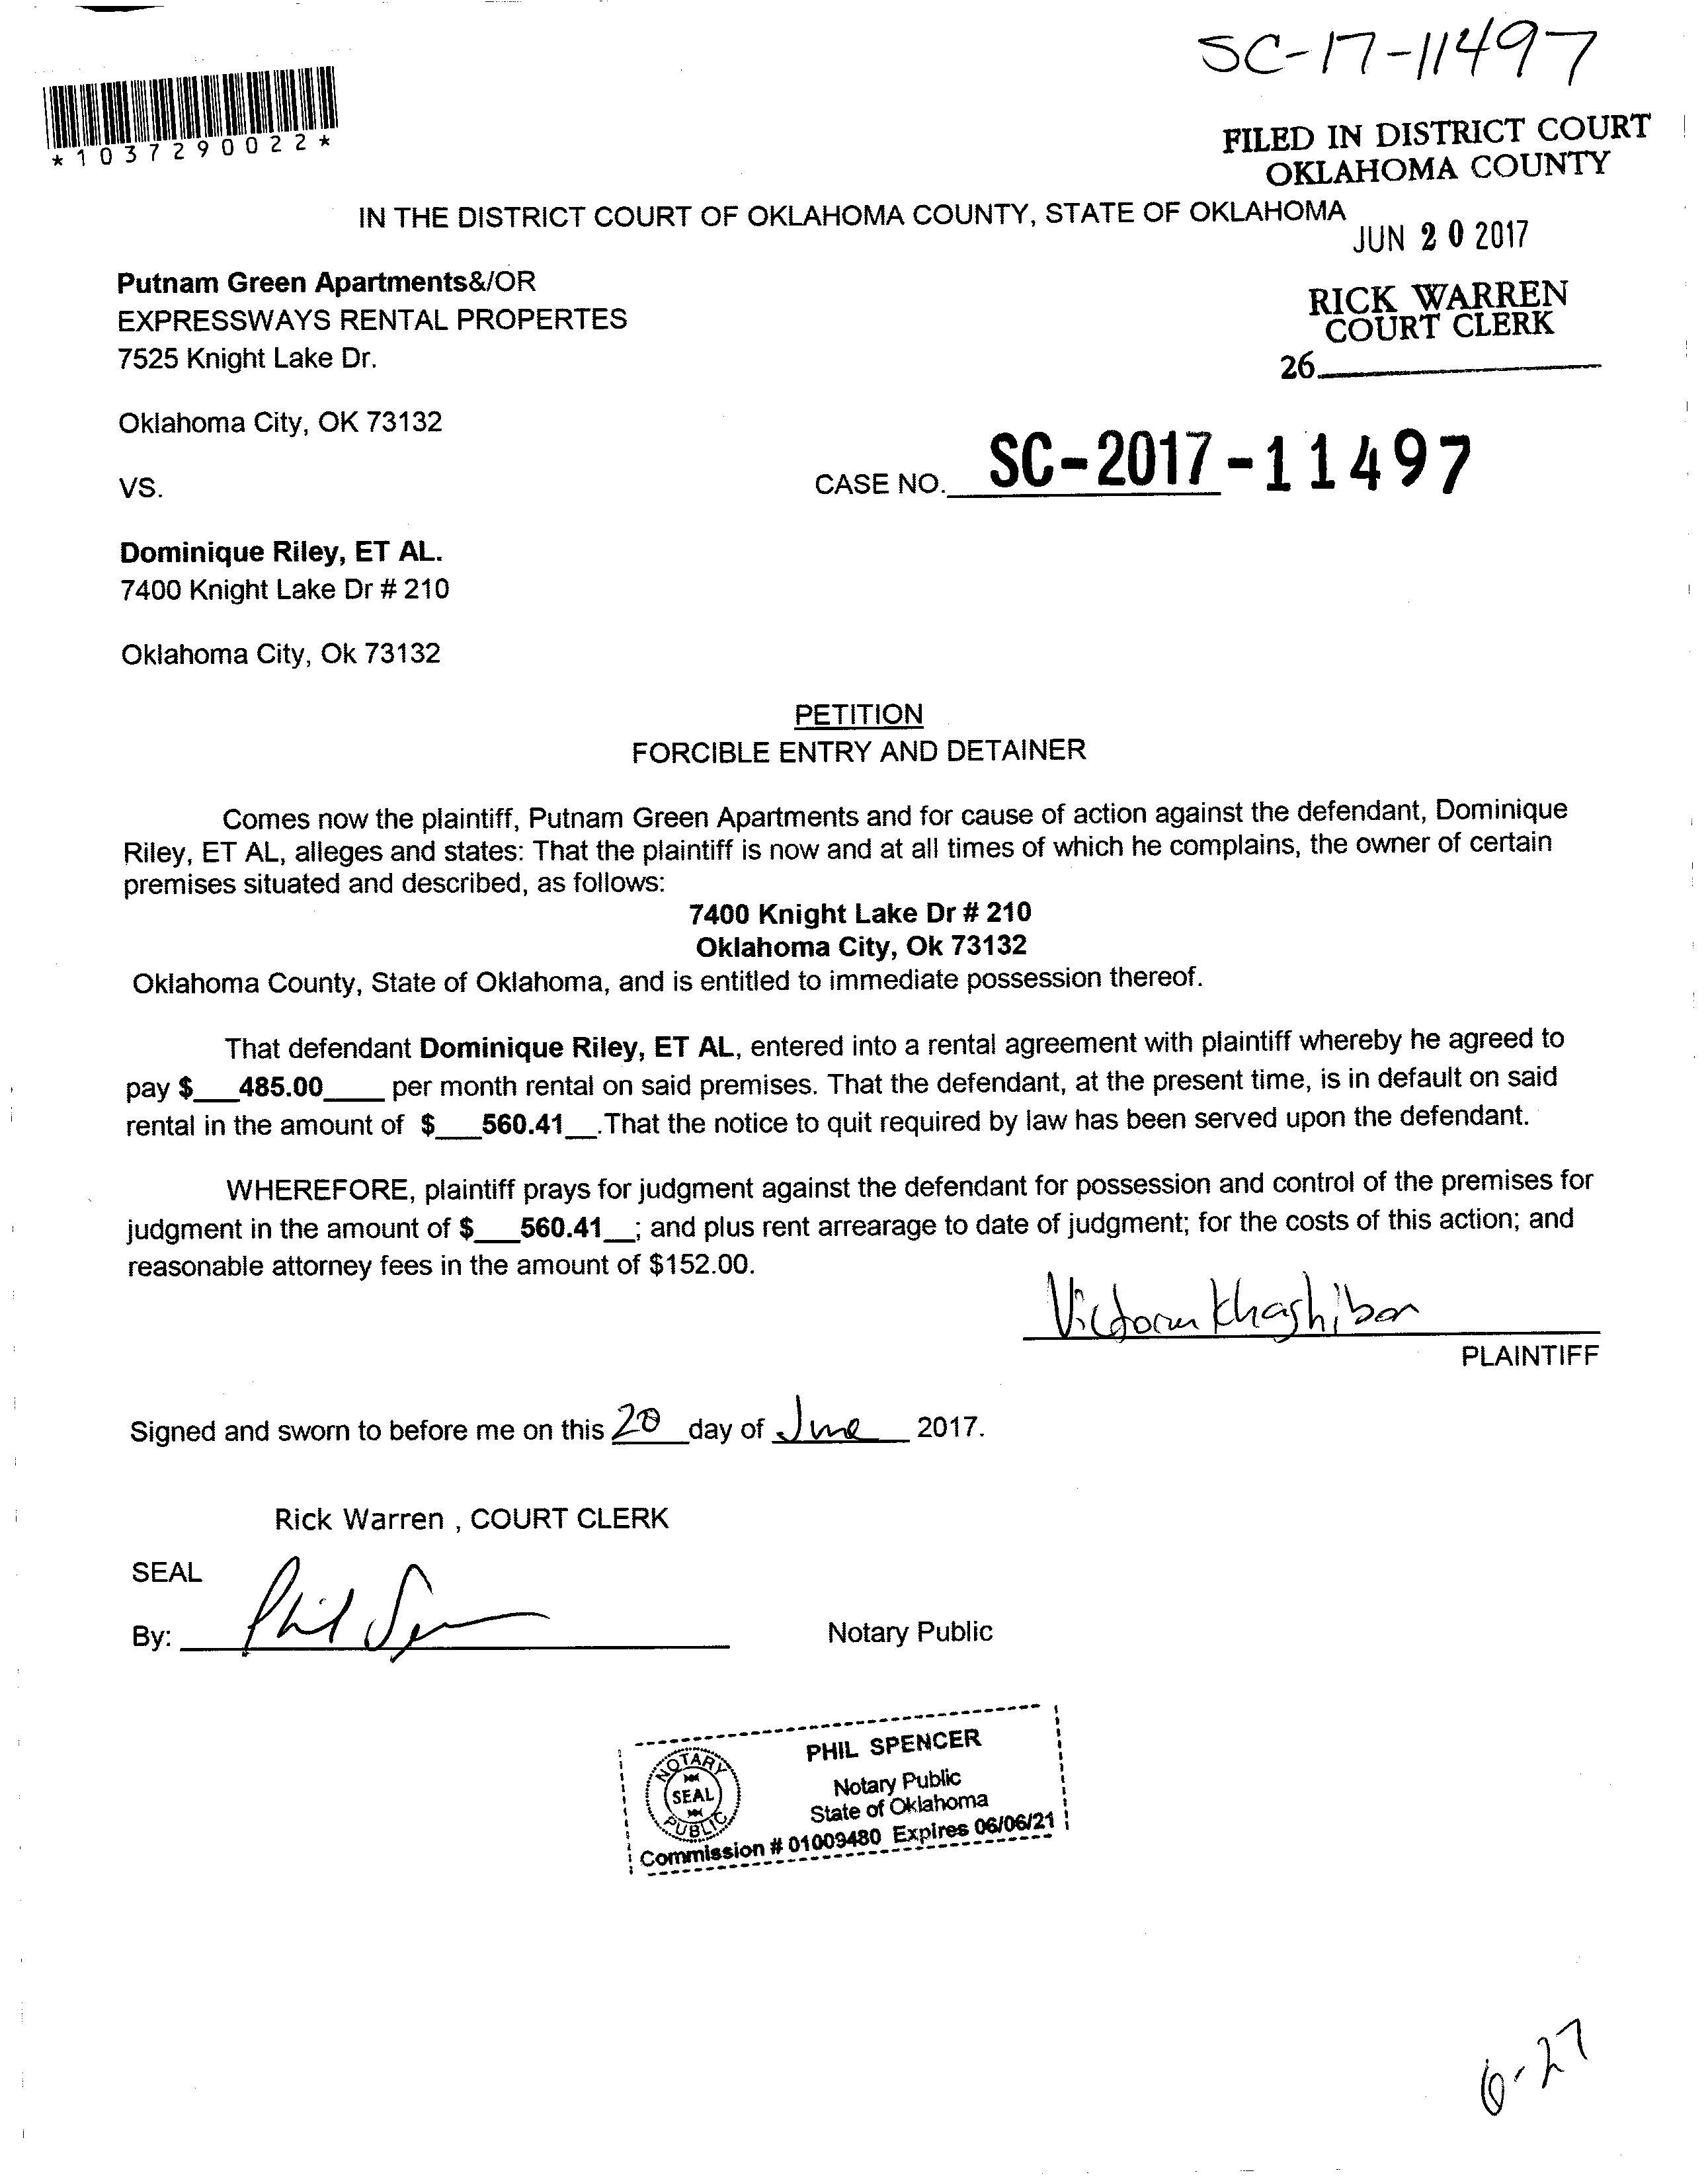 SC-17-11497
*1037290022*
FILED IN DISTRICT COURT
OKLAHOMA COUNTY
IN THE DISTRICT COURT OF OKLAHOMA COUNTY, STATE OF OKLAHOMA
JUN 20 2017
Putnam Green Apartments&/OR
EXPRESSWAYS RENTAL PROPERTES
7525 Knight Lake Dr.
RICK WARREN
COURT CLERK
26
Oklahoma City, OK 73132
VS.
CASE NO. SC-2017-11497
Dominique Riley, ET AL.
7400 Knight Lake Dr # 210
Oklahoma City, Ok 73132
PETITION
FORCIBLE ENTRY AND DETAINER
Comes now the plaintiff, Putnam Green Apartments and for cause of action against the defendant, Dominique
Riley, ET AL, alleges and states: That the plaintiff is now and at all times of which he complains, the owner of certain
premises situated and described, as follows:
7400 Knight Lake Dr # 210
Oklahoma City, Ok 73132
Oklahoma County, State of Oklahoma, and is entitled to immediate possession thereof.
That defendant Dominique Riley, ET AL, entered into a rental agreement with plaintiff whereby he agreed to
pay $___485.00____ per month rental on said premises. That the defendant, at the present time, is in default on said
rental in the amount of $___560.41__.That the notice to quit required by law has been served upon the defendant.
WHEREFORE, plaintiff prays for judgment against the defendant for possession and control of the premises for
judgment in the amount of $___560.41__; and plus rent arrearage to date of judgment; for the costs of this action; and
reasonable attorney fees in the amount of $152.00.
PLAINTIFF
Signed and sworn to before me on this 20 day of June 2017.
Rick Warren , COURT CLERK
SEAL
By: Phil
Notary Public
PHIL SPENCER
NOTARY SEAL PUBLIC
Notary Public
State of Oklahoma
Commission # 01009480 Expires 06/06/21
6-27